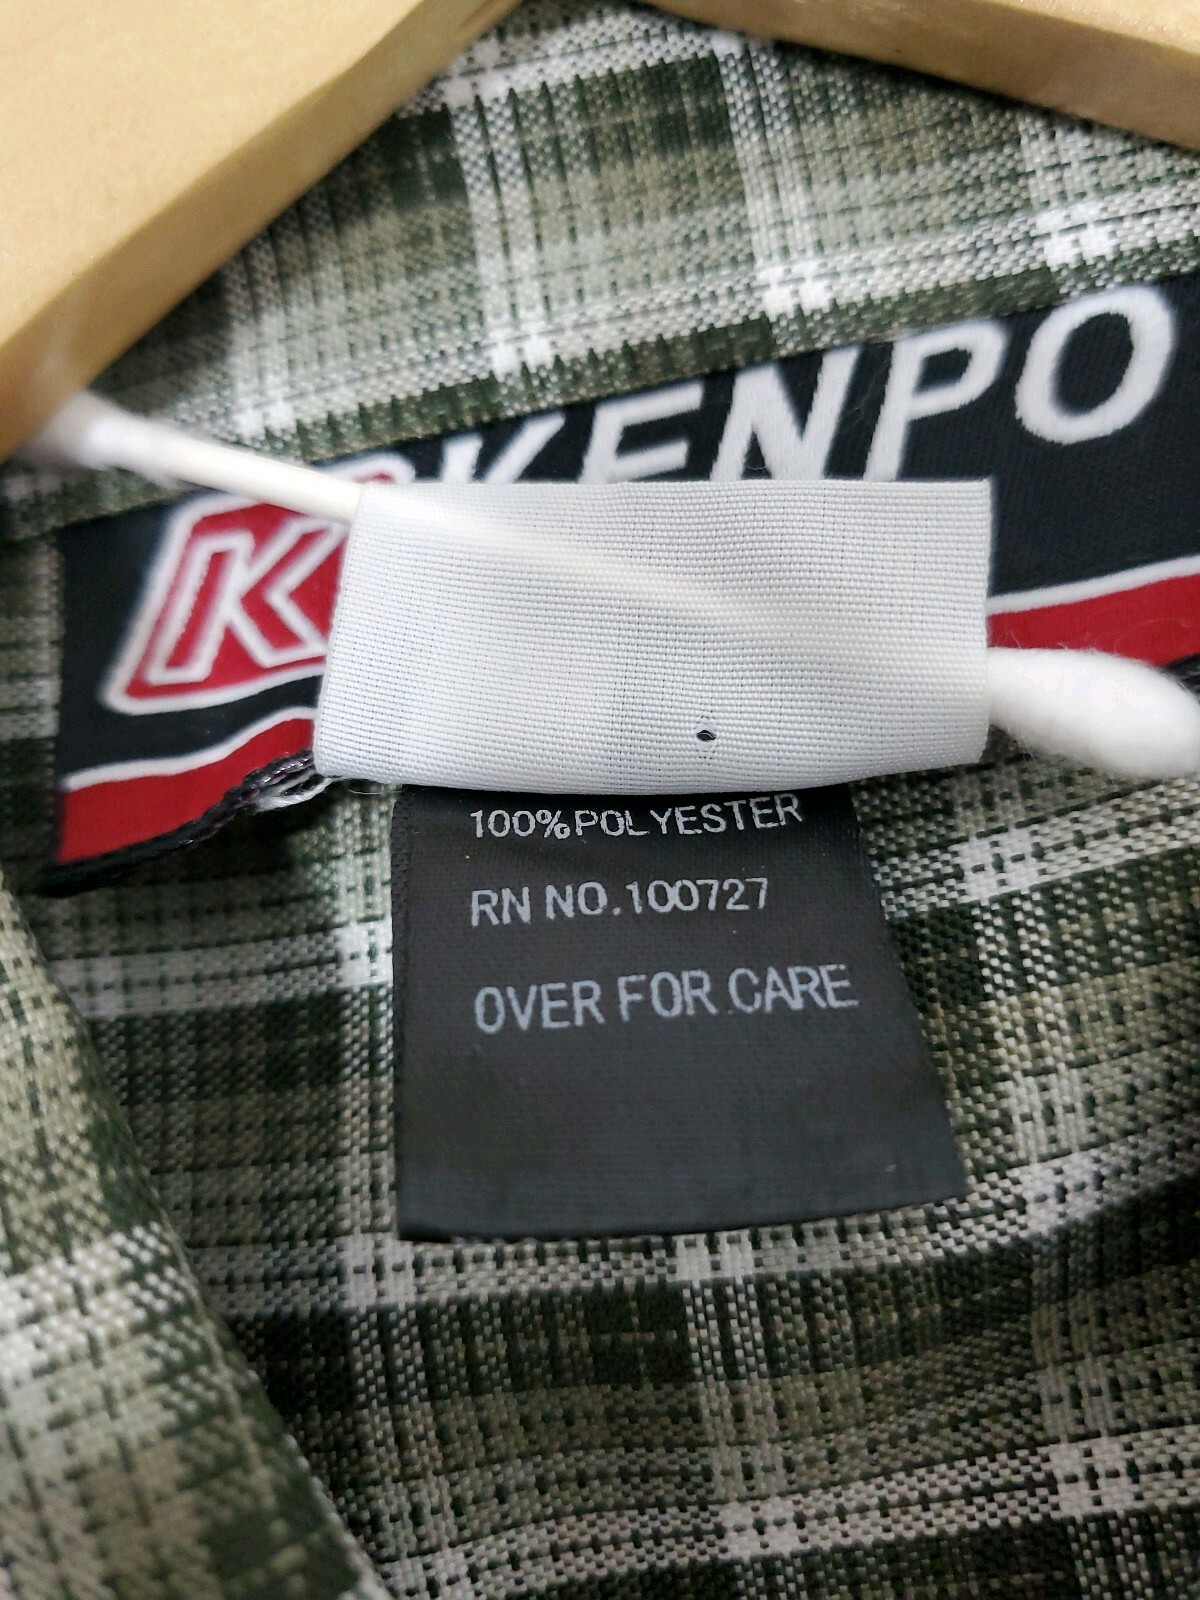 KENPO
K
100%POLYESTER
RN NO.100727
OVER FOR CARE